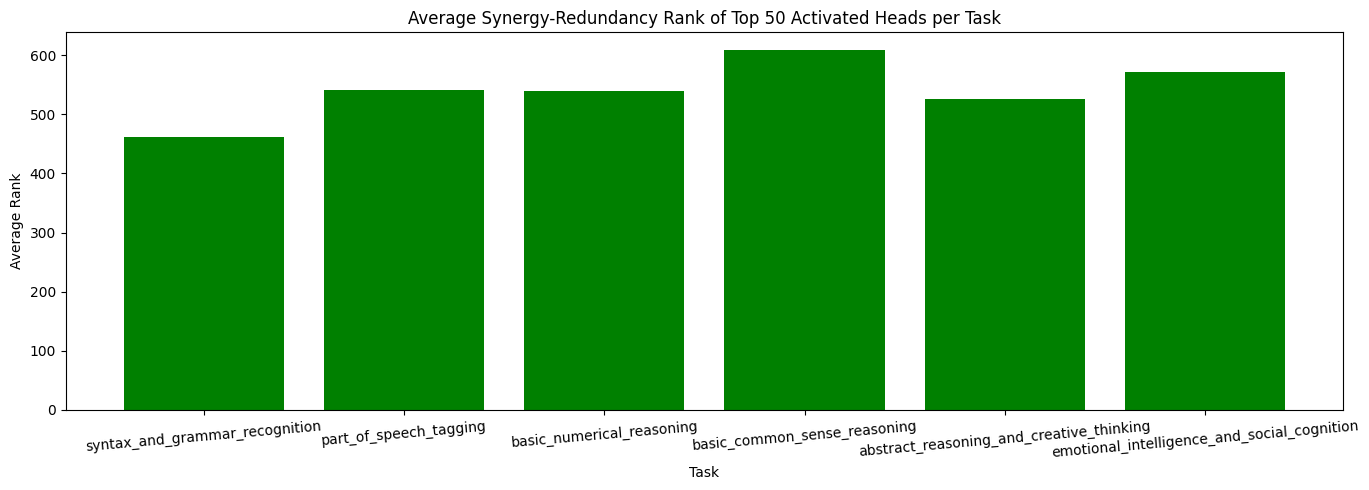 Average Synergy-Redundancy Rank of Top 50 Activated Heads per Task
Average Rank
600
500
400
300
200
100
0
syntax_and_grammar_recognition
part_of_speech_tagging
basic_numerical_reasoning
basic_common_sense_reasoning
abstract_reasoning_and_creative_thinking
emotional_intelligence_and_social_cognition
Task